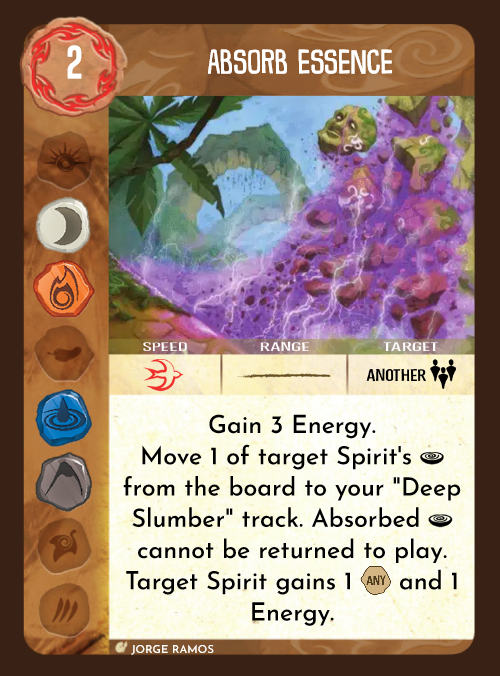 2
ABSORB ESSENCE
SPEED RANGE TARGET
ANOTHER
Gain 3 Energy.
Move 1 of target Spirit's
from the board to your "Deep
Slumber" track. Absorbed
cannot be returned to play.
Target Spirit gains 1 ANY and 1
Energy.
JORGE RAMOS